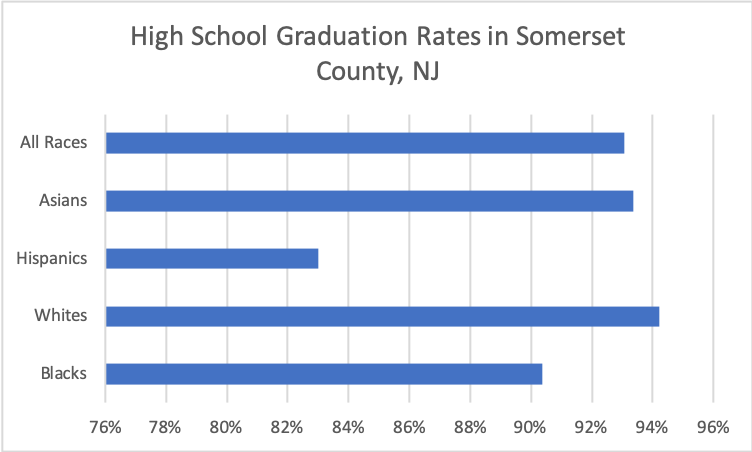 High School Graduation Rates in Somerset
County, NJ
All Races
Asians
Hispanics
Whites
Blacks
76% 78% 80% 82% 84% 86% 88% 90% 92% 94% 96%